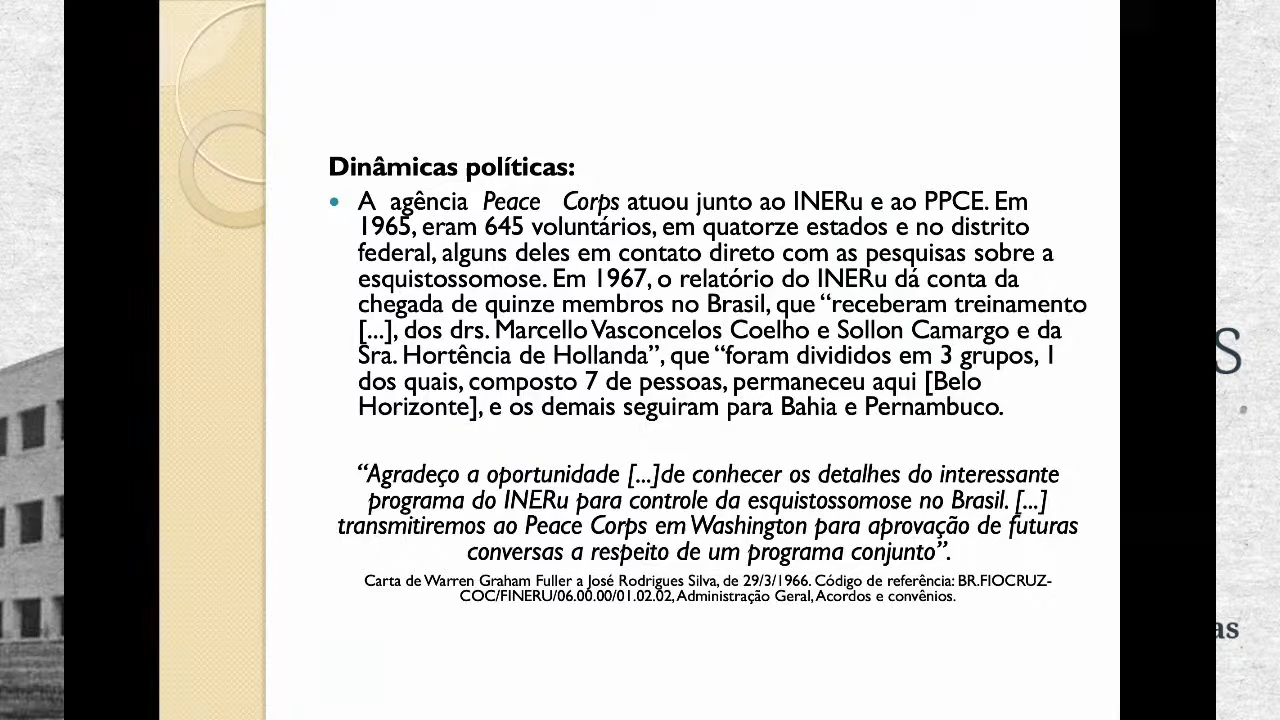 Dinâmicas políticas:
• A agência Peace Corps atuou junto ao INERu e ao PPCE. Em
1965, eram 645 voluntários, em quatorze estados e no distrito
federal, alguns deles em contato direto com as pesquisas sobre a
esquistossomose. Em 1967, o relatório do INERu dá conta da
chegada de quinze membros no Brasil, que “receberam treinamento
[...], dos drs. Marcello Vasconcelos Coelho e Sollon Camargo e da
Sra. Hortência de Hollanda”, que “foram divididos em 3 grupos, 1
dos quais, composto 7 de pessoas, permaneceu aqui [Belo
Horizonte], e os demais seguiram para Bahia e Pernambuco.
“Agradeço a oportunidade [...]de conhecer os detalhes do interessante
programa do INERu para controle da esquistossomose no Brasil. [...]
transmitiremos ao Peace Corps em Washington para aprovação de futuras
conversas a respeito de um programa conjunto”.
Carta de Warren Graham Fuller a José Rodrigues Silva, de 29/3/1966. Código de referência: BR.FIOCRUZ-
COC/FINERU/06.00.00/01.02.02, Administração Geral, Acordos e convênios.
S
as